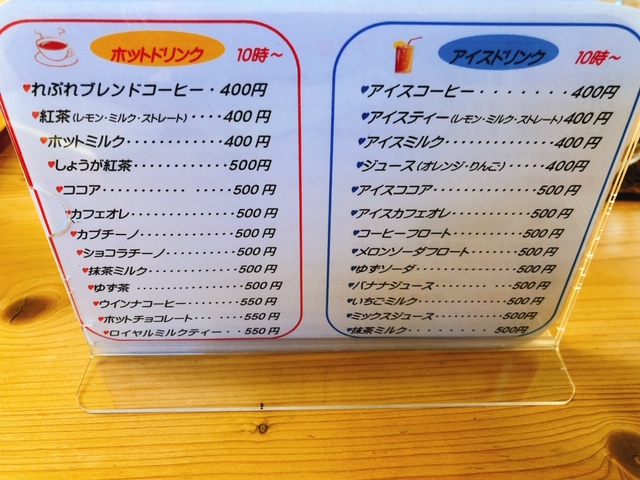 ホットドリンク 10時～
れぶれブレンドコーヒー・400円
紅茶(レモン・ミルク・ストレート)・・・・400円
ホットミルク・・・・・・・・・・・・400円
しょうが紅茶・・・・・・・・・・・・500円
ココア・・・・・・・・・・ ・・・・・500円
カフェオレ・・・・・・・・・・・・・500円
カプチーノ・・・・・・・・・・・・・500円
ショコラチーノ・・・・・・・・・・500円
抹茶ミルク・・・・・・・・・・・・・500円
ゆず茶・・・・・・・・・・・・・・・・500円
ウインナコーヒー・・・・・・・・550円
ホットチョコレート・・・・・・・550円
ロイヤルミルクティー・・・550円
アイスドリンク 10時～
アイスコーヒー・・・・・・・400円
アイスティー(レモン・ミルク・ストレート)400円
アイスミルク・・・・・・・・・・・400円
ジュース(オレンジ・りんご)・・・・400円
アイスココア・・・・・・・・・・・・500円
アイスカフェオレ・・・・・・・・・500円
コーヒーフロート・・・・・・・・・500円
メロンソーダフロート・・・・・・500円
ゆずソーダ・・・・・・・・・・・・・500円
バナナジュース・・・・・・・・・・500円
いちごミルク・・・・・・・・・・・500円
ミックスジュース・・・・・・・・500円
抹茶ミルク・・・・・・・・・・・・500円